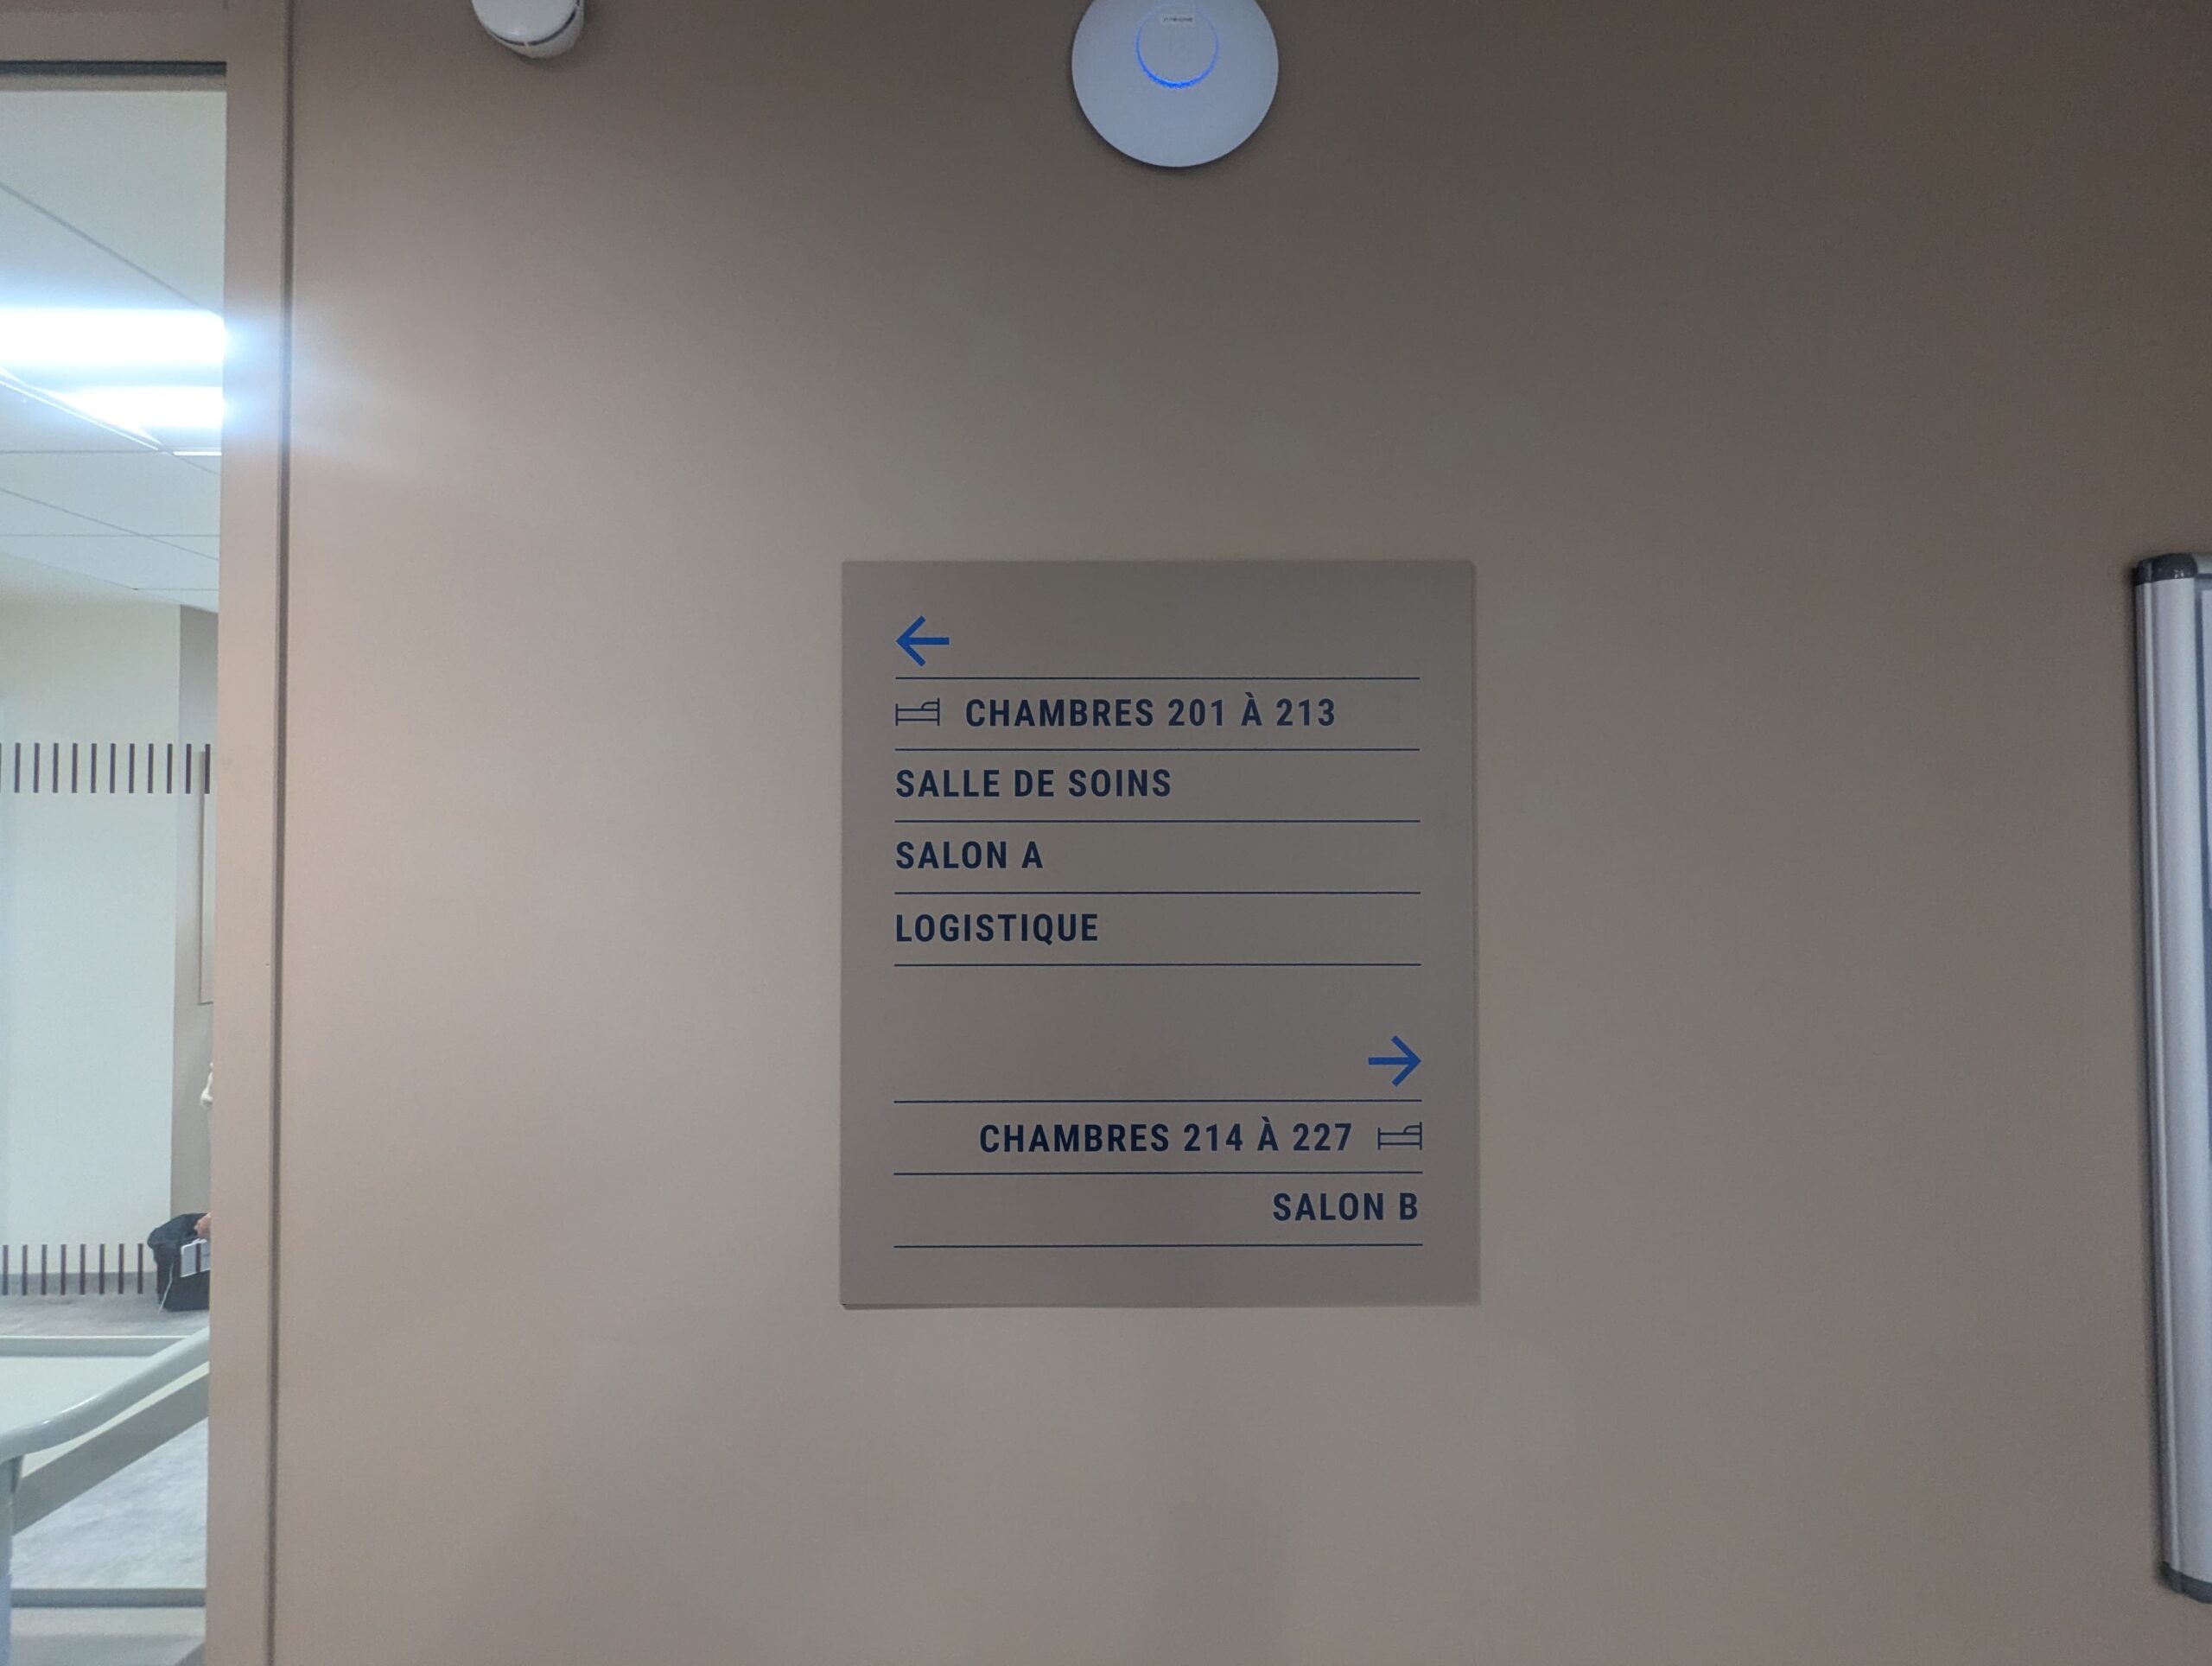 CHAMBRES 201 À 213
SALLE DE SOINS
SALON A
LOGISTIQUE
CHAMBRES 214 À 227
SALON B